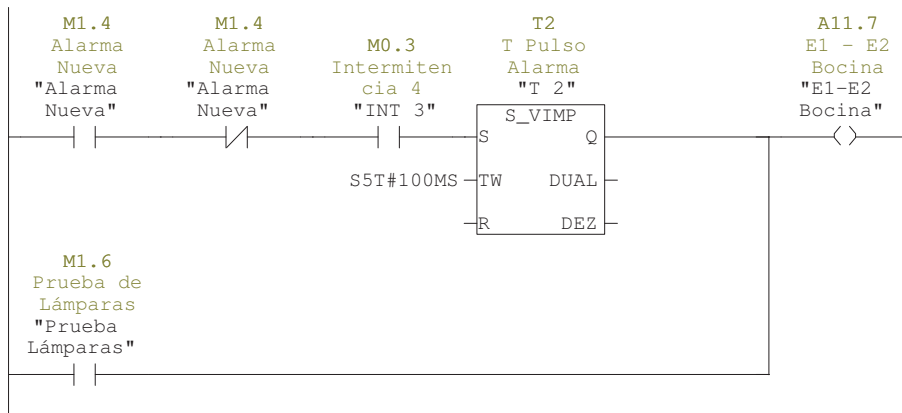 M1.4
Alarma
Nueva
"Alarma
Nueva"
M1.4
Alarma
Nueva
"Alarma
Nueva"
M0.3
Intermiten
cia 4
"INT 3"
T2
T Pulso
Alarma
"T 2"
S_VIMP
S
Q
S5T#100MS
TW
DUAL
R
DEZ
A11.7
E1 - E2
Bocina
"E1-E2
Bocina"
M1.6
Prueba de
Lámparas
"Prueba
Lámparas"